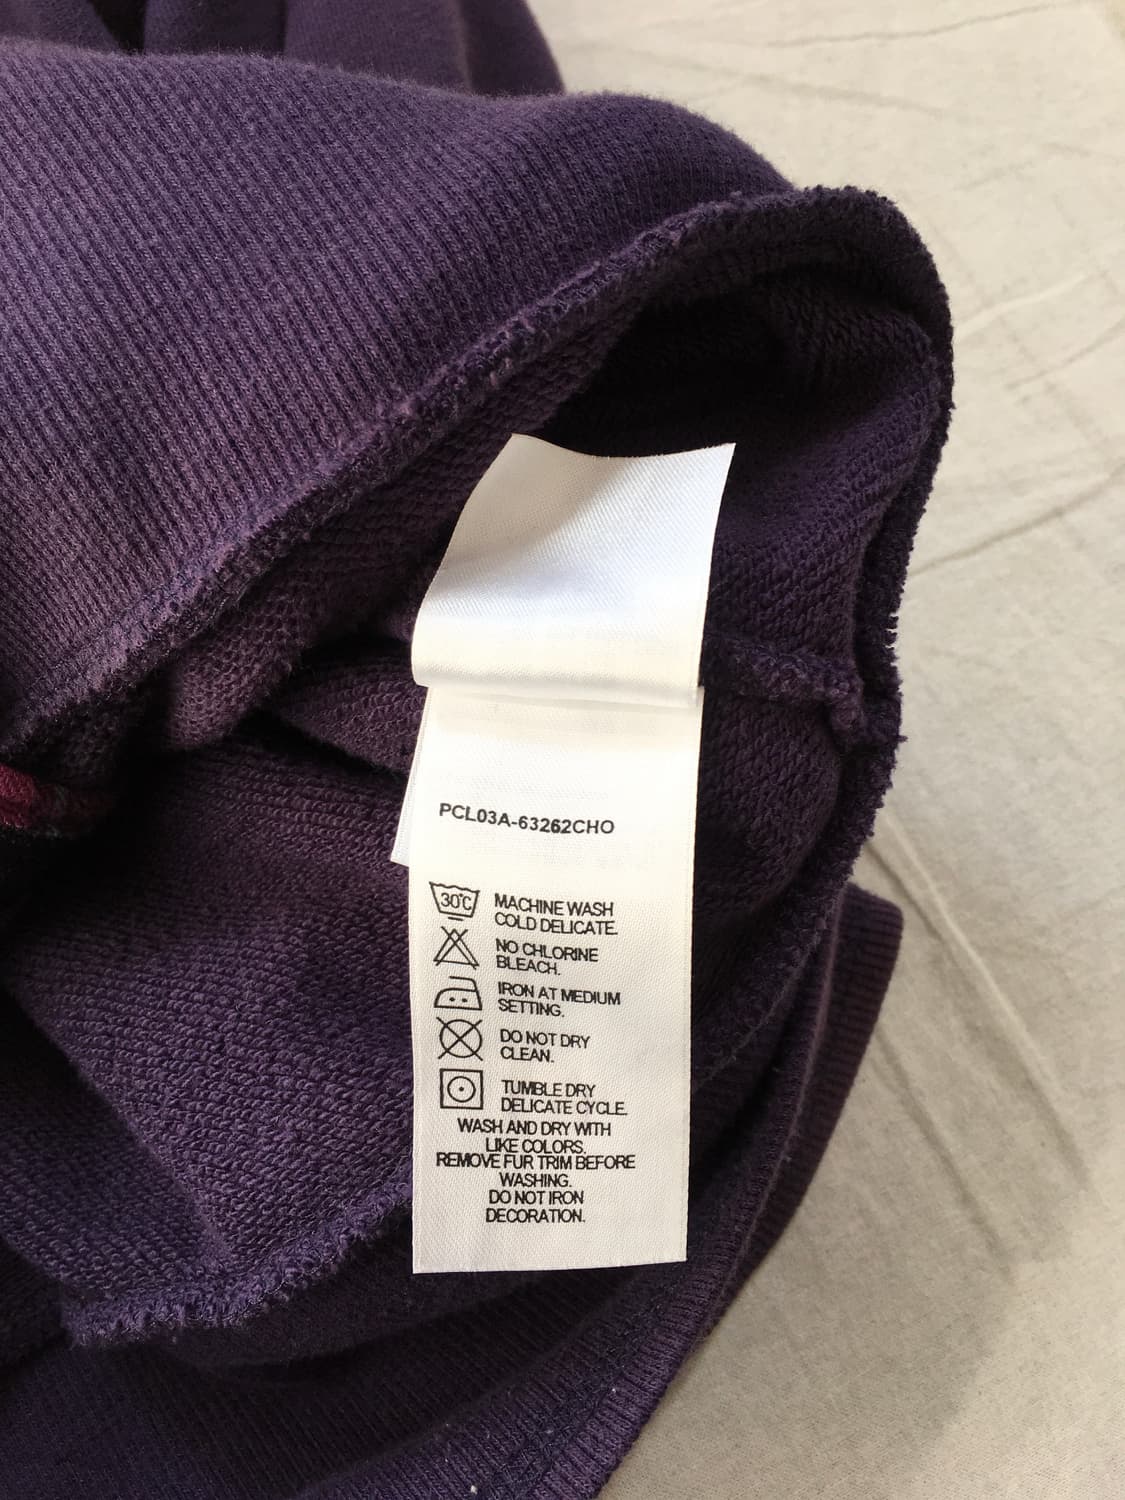 PCL03A-63262CHO
30°C
MACHINE WASH
COLD DELICATE.
NO CHLORINE
BLEACH.
IRON AT MEDIUM
SETTING.
DO NOT DRY
CLEAN.
TUMBLE DRY
DELICATE CYCLE.
WASH AND DRY WITH
LIKE COLORS.
REMOVE FUR TRIM BEFORE
WASHING.
DO NOT IRON
DECORATION.